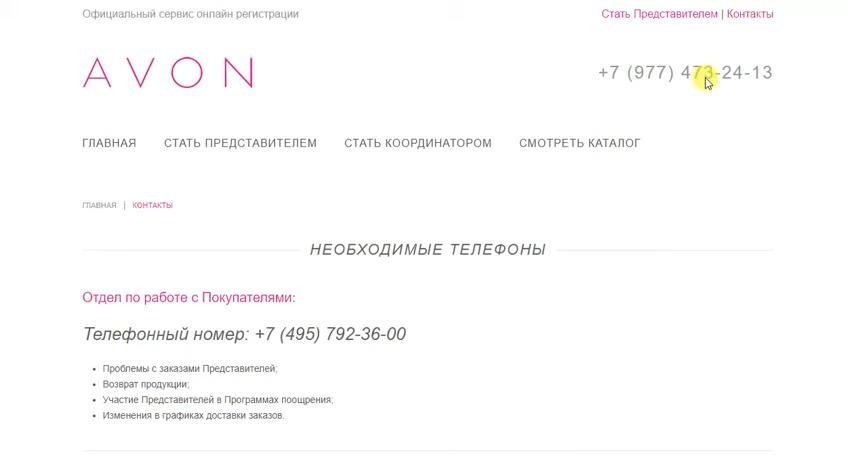 Официальный сервис онлайн регистрации
Стать Представителем | Контакты
AVON
+7 (977) 473-24-13
ГЛАВНАЯ СТАТЬ ПРЕДСТАВИТЕЛЕМ СТАТЬ КООРДИНАТОРОМ СМОТРЕТЬ КАТАЛОГ
ГЛАВНАЯ | КОНТАКТЫ
НЕОБХОДИМЫЕ ТЕЛЕФОНЫ
Отдел по работе с Покупателями:
Телефонный номер: +7 (495) 792-36-00
• Проблемы с заказами Представителей;
• Возврат продукции;
• Участие Представителей в Программах поощрения;
• Изменения в графиках доставки заказов.